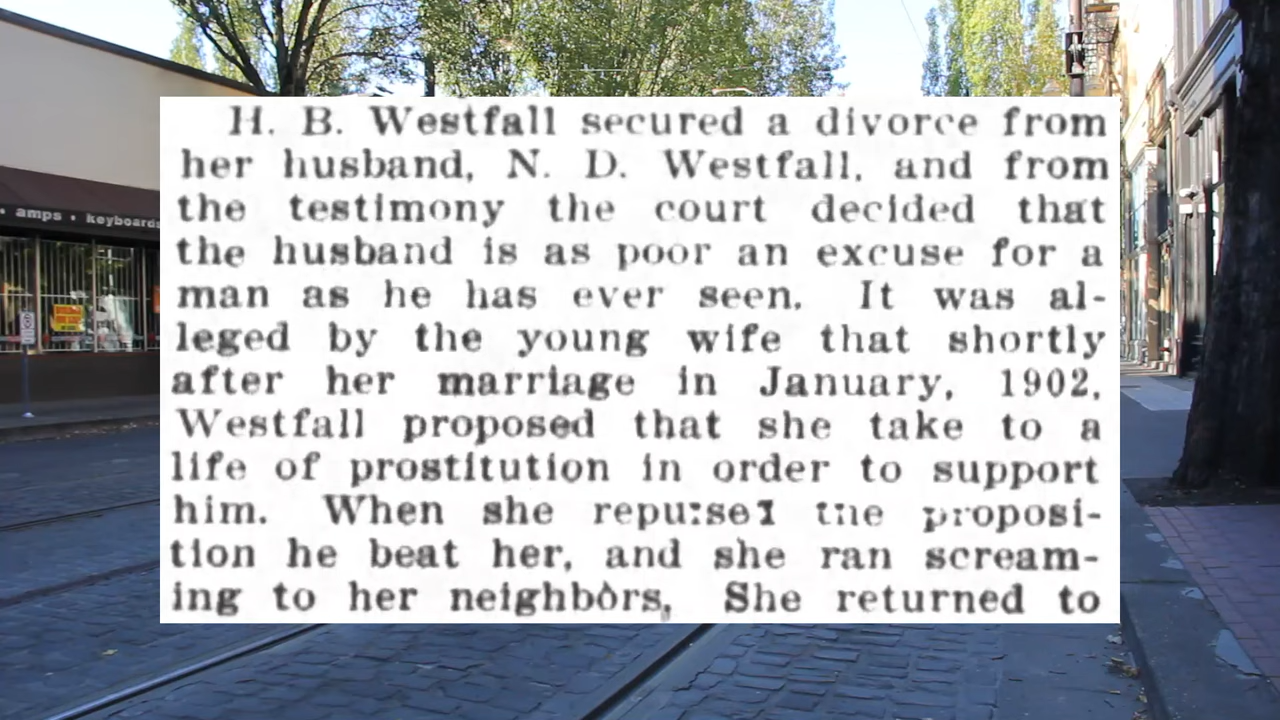 H. B. Westfall secured a divorce from
her husband, N. D. Westfall, and from
the testimony the court decided that
the husband is as poor an excuse for a
man as he has ever seen. It was al-
leged by the young wife that shortly
after her marriage in January, 1902,
Westfall proposed that she take to a
life of prostitution in order to support
him. When she repulsed the proposi-
tion he beat her, and she ran scream-
ing to her neighbors, She returned to
• amps • keyboards